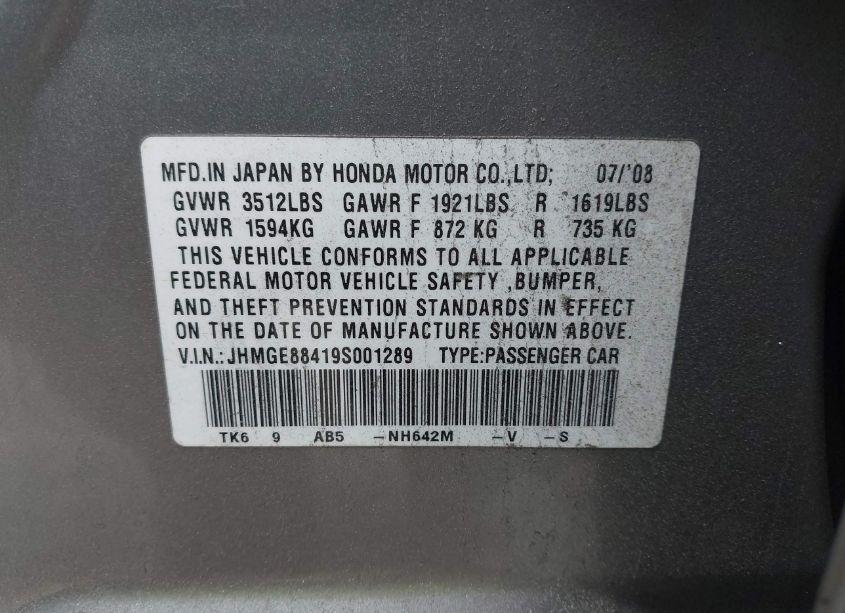 MFD.IN JAPAN BY HONDA MOTOR CO.,LTD; 07/'08
GVWR 3512LBS GAWR F 1921LBS R 1619LBS
GVWR 1594KG GAWR F 872 KG R 735 KG
THIS VEHICLE CONFORMS TO ALL APPLICABLE
FEDERAL MOTOR VEHICLE SAFETY ,BUMPER,
AND THEFT PREVENTION STANDARDS IN EFFECT
ON THE DATE OF MANUFACTURE SHOWN ABOVE.
V.I.N.: JHMGE88419S001289 TYPE:PASSENGER CAR
TK6 9 AB5 -NH642M -V -S